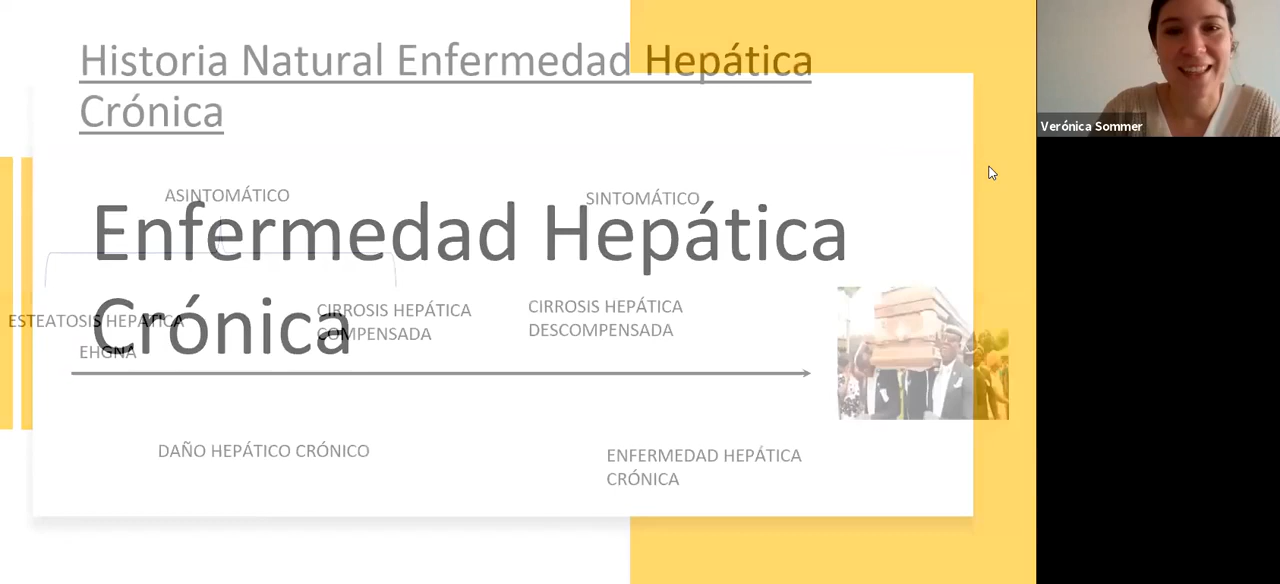 Historia Natural Enfermedad Hepática
Crónica
Verónica Sommer
ASINTOMÁTICO
SINTOMÁTICO
Enfermedad Hepática
Crónica
ESTEATOSIS HEPÁTICA
EHGNA
CIRROSIS HEPÁTICA
COMPENSADA
CIRROSIS HEPÁTICA
DESCOMPENSADA
DAÑO HEPÁTICO CRÓNICO
ENFERMEDAD HEPÁTICA
CRÓNICA